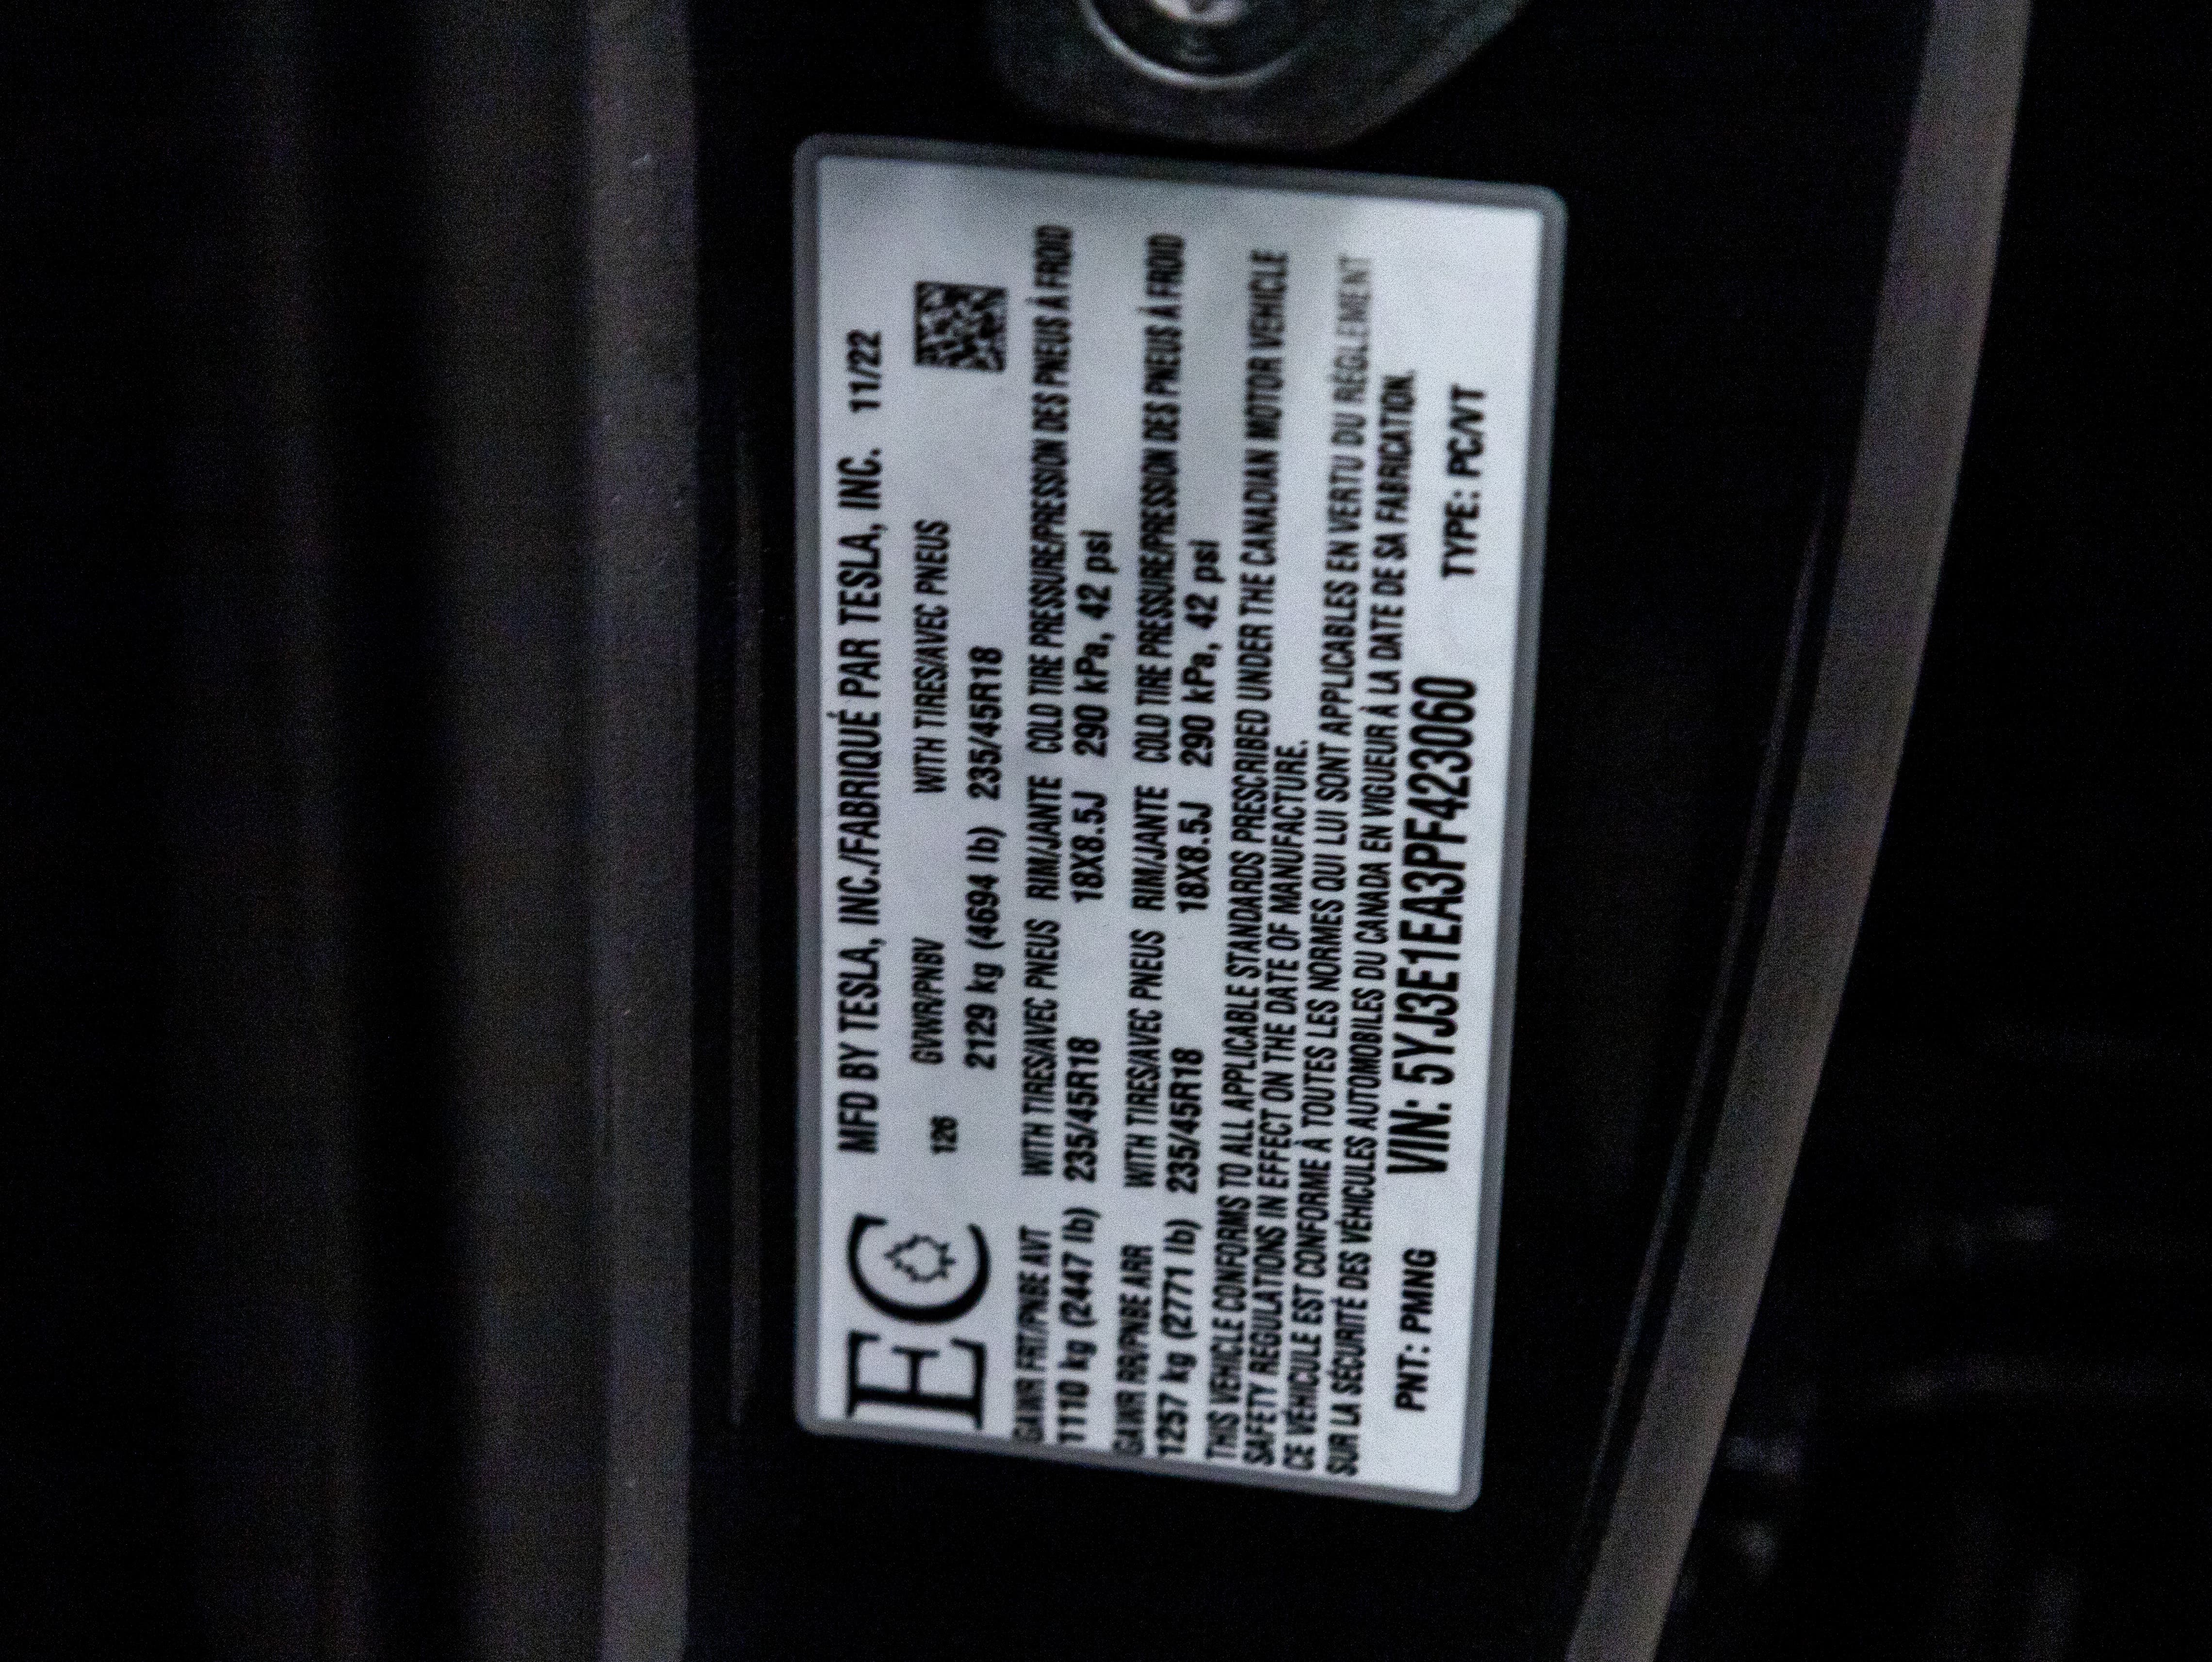 EC
MFD BY TESLA, INC./FABRIQUÉ PAR TESLA, INC. 11/22
126 GVWR/PNBV WITH TIRES/AVEC PNEUS
2129 kg (4694 lb) 235/45R18
GAWR FRT/PNBE AVT WITH TIRES/AVEC PNEUS RIM/JANTE COLD TIRE PRESSURE/PRESSION DES PNEUS À FROID
1110 kg (2447 lb) 235/45R18 18X8.5J 290 kPa, 42 psi
GAWR RR/PNBE ARR WITH TIRES/AVEC PNEUS RIM/JANTE COLD TIRE PRESSURE/PRESSION DES PNEUS À FROID
1257 kg (2771 lb) 235/45R18 18X8.5J 290 kPa, 42 psi
THIS VEHICLE CONFORMS TO ALL APPLICABLE STANDARDS PRESCRIBED UNDER THE CANADIAN MOTOR VEHICLE
SAFETY REGULATIONS IN EFFECT ON THE DATE OF MANUFACTURE.
CE VÉHICULE EST CONFORME À TOUTES LES NORMES QUI LUI SONT APPLICABLES EN VERTU DU RÈGLEMENT
SUR LA SÉCURITÉ DES VÉHICULES AUTOMOBILES DU CANADA EN VIGUEUR À LA DATE DE SA FABRICATION.
PNT: PMNG VIN: 5YJ3E1EA3PF423060 TYPE: PC/VT